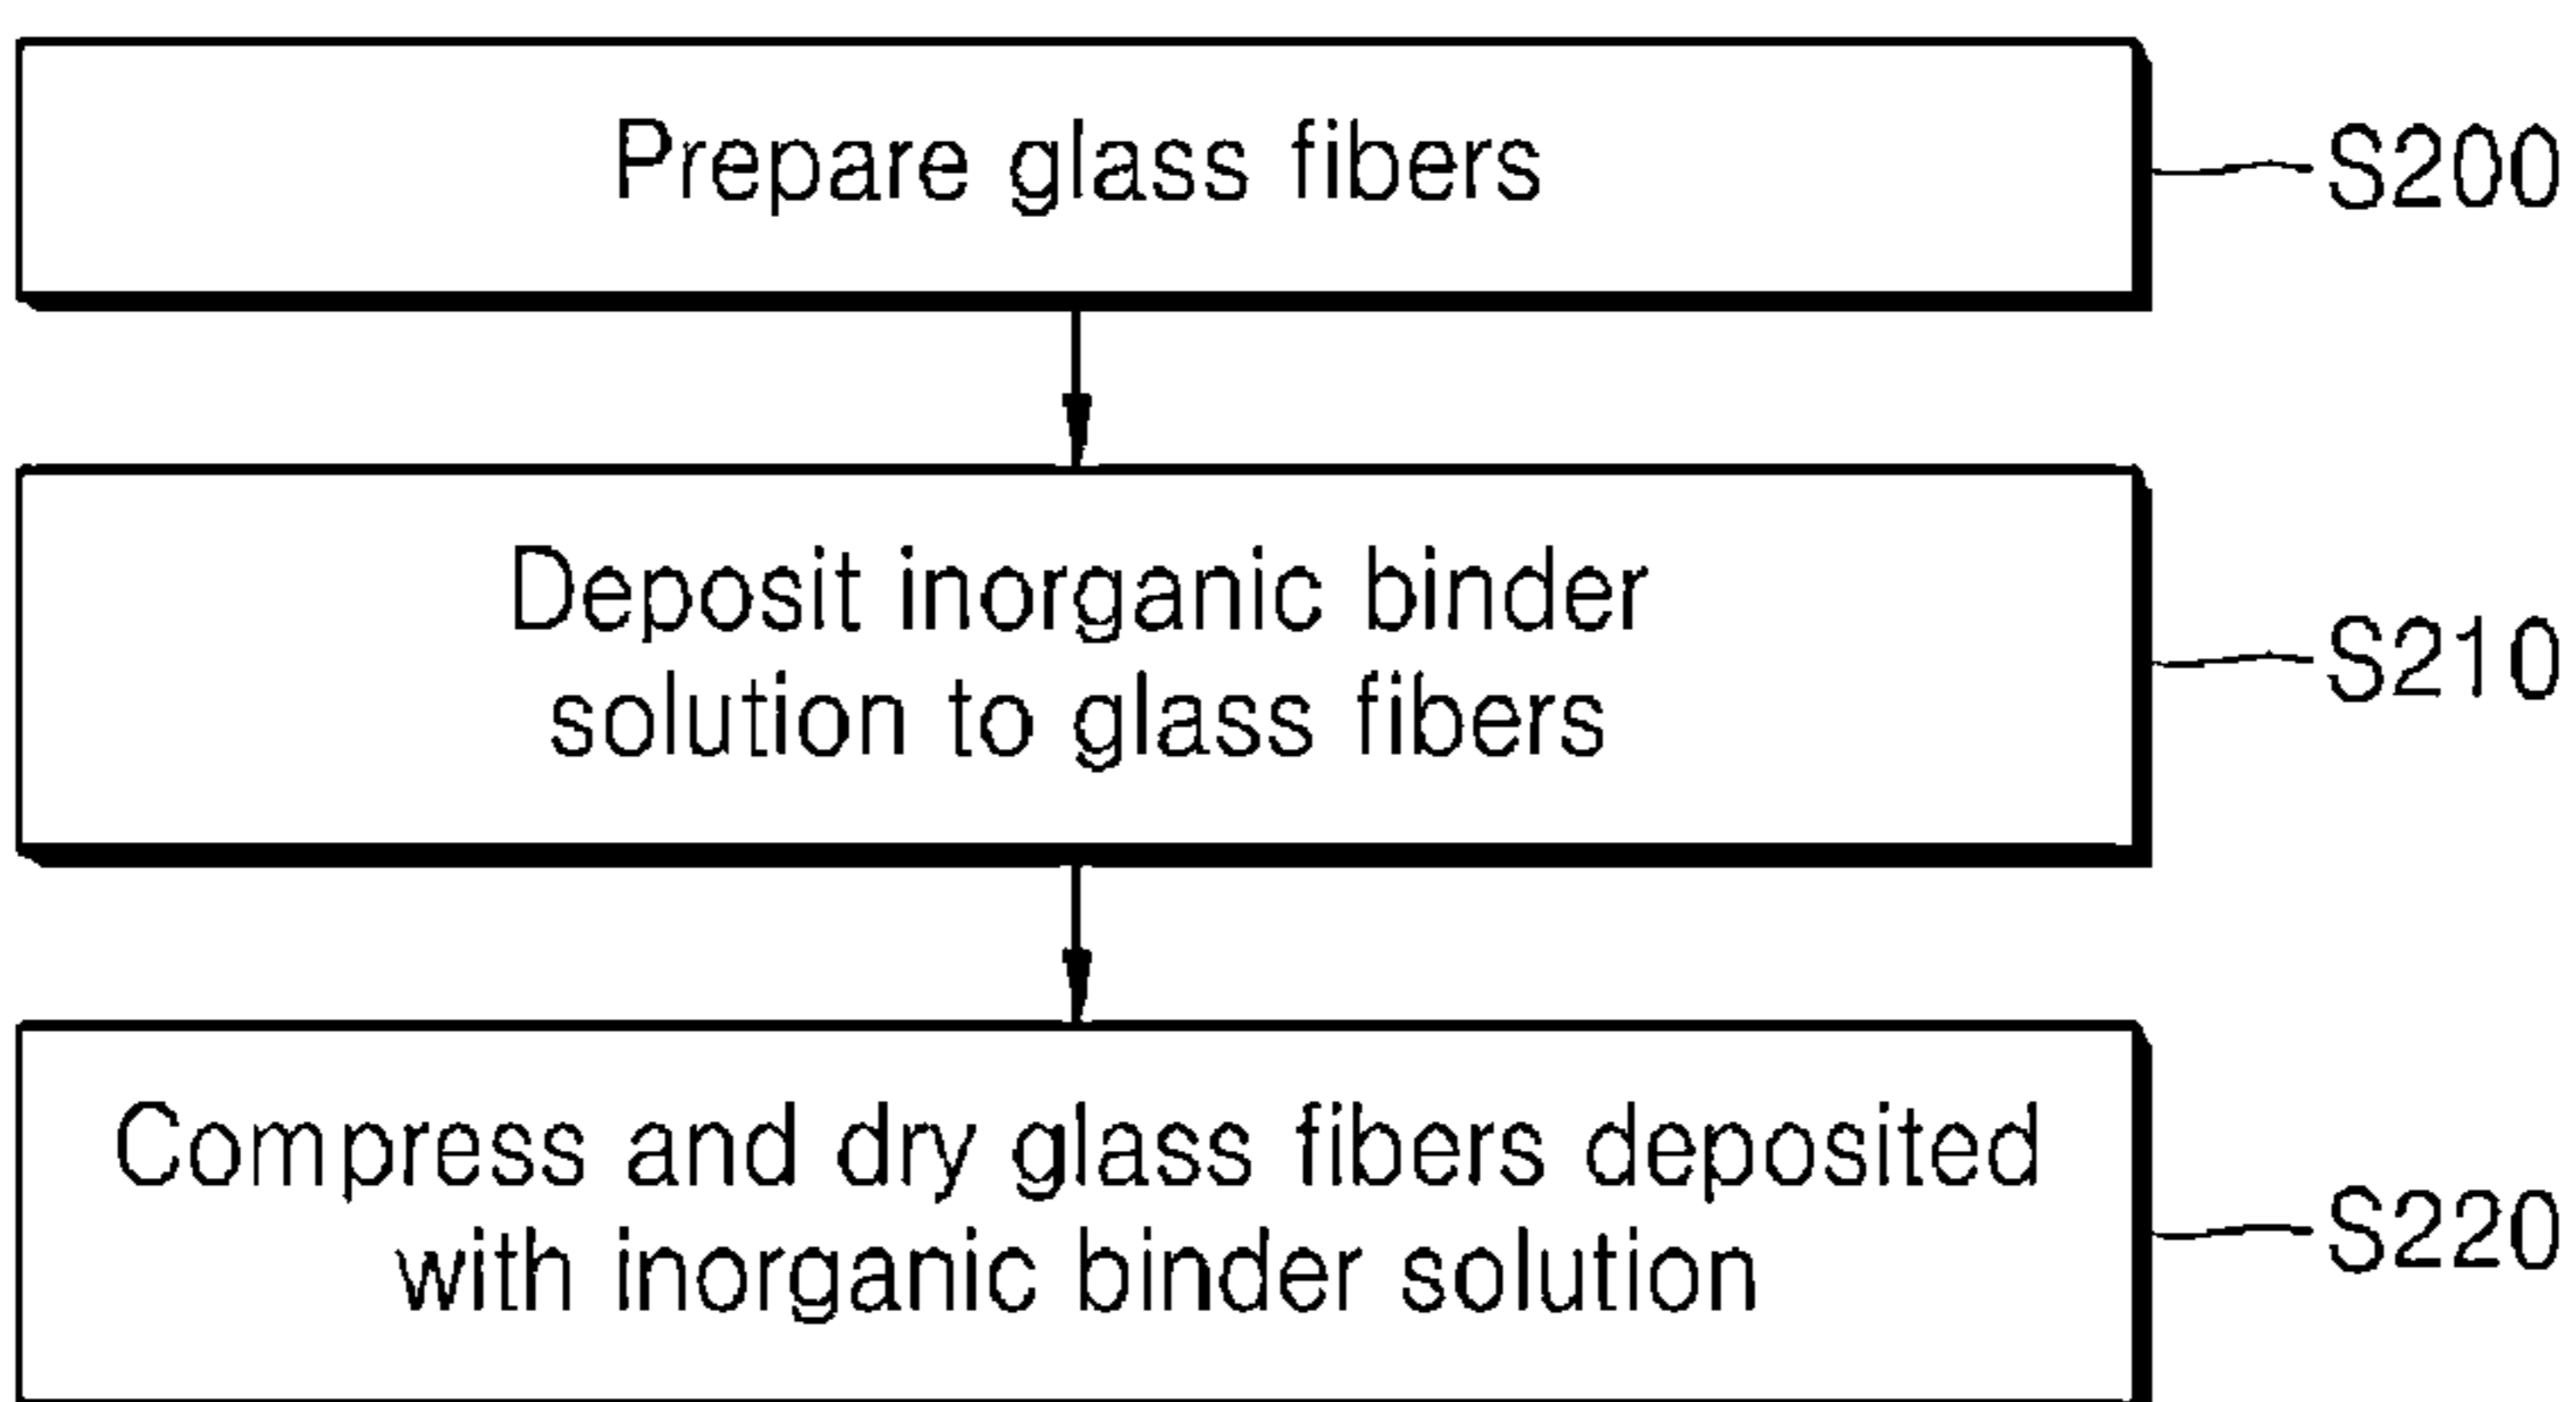 Prepare glass fibers
S200
Deposit inorganic binder
solution to glass fibers
S210
Compress and dry glass fibers deposited
with inorganic binder solution
S220